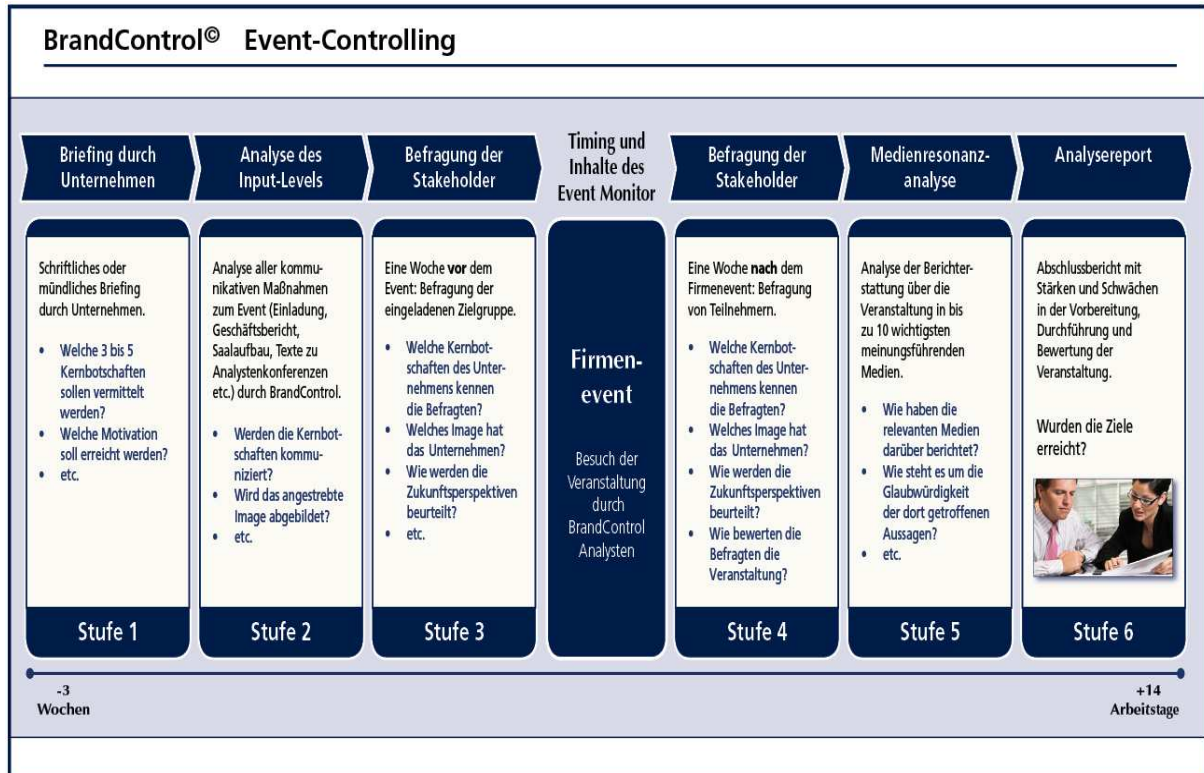 BrandControl© Event-Controlling
Briefing durch
Unternehmen
Analyse des
Input-Levels
Befragung der
Stakeholder
Timing und
Inhalte des
Event Monitor
Befragung der
Stakeholder
Medienresonanz-
analyse
Analysereport
Schriftliches oder
mündliches Briefing
durch Unternehmen.
• Welche 3 bis 5
Kernbotschaften
sollen vermittelt
werden?
• Welche Motivation
soll erreicht werden?
• etc.
Stufe 1
Analyse aller kommu-
nikativen Maßnahmen
zum Event (Einladung,
Geschäftsbericht,
Saalaufbau, Texte zu
Analystenkonferenzen
etc.) durch BrandControl.
• Werden die Kernbot-
schaften kommu-
niziert?
• Wird das angestrebte
Image abgebildet?
• etc.
Stufe 2
Eine Woche vor dem
Event: Befragung der
eingeladenen Zielgruppe.
• Welche Kernbot-
schaften des Unter-
nehmens kennen
die Befragten?
• Welches Image hat
das Unternehmen?
• Wie werden die
Zukunftsperspektiven
beurteilt?
• etc.
Stufe 3
Firmen-
event
Besuch der
Veranstaltung
durch
BrandControl
Analysten
Eine Woche nach dem
Firmenevent: Befragung
von Teilnehmern.
• Welche Kernbot-
schaften des Unter-
nehmens kennen
die Befragten?
• Welches Image hat
das Unternehmen?
• Wie werden die
Zukunftsperspektiven
beurteilt?
• Wie bewerten die
Befragten die
Veranstaltung?
Stufe 4
Analyse der Berichter-
stattung über die
Veranstaltung in bis
zu 10 wichtigsten
meinungsführenden
Medien.
• Wie haben die
relevanten Medien
darüber berichtet?
• Wie steht es um die
Glaubwürdigkeit
der dort getroffenen
Aussagen?
• etc.
Stufe 5
Abschlussbericht mit
Stärken und Schwächen
in der Vorbereitung,
Durchführung und
Bewertung der
Veranstaltung.
Wurden die Ziele
erreicht?
Stufe 6
-3
Wochen
+14
Arbeitstage